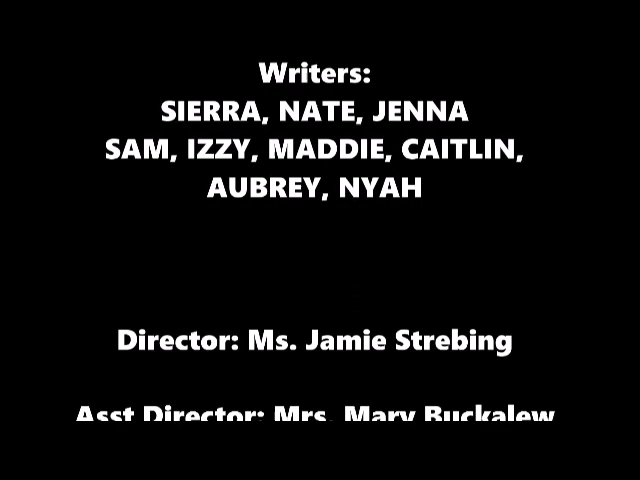 Writers:
SIERRA, NATE, JENNA
SAM, IZZY, MADDIE, CAITLIN,
AUBREY, NYAH
Director: Ms. Jamie Strebing
Asst Director: Mrs. Mary Buckalew